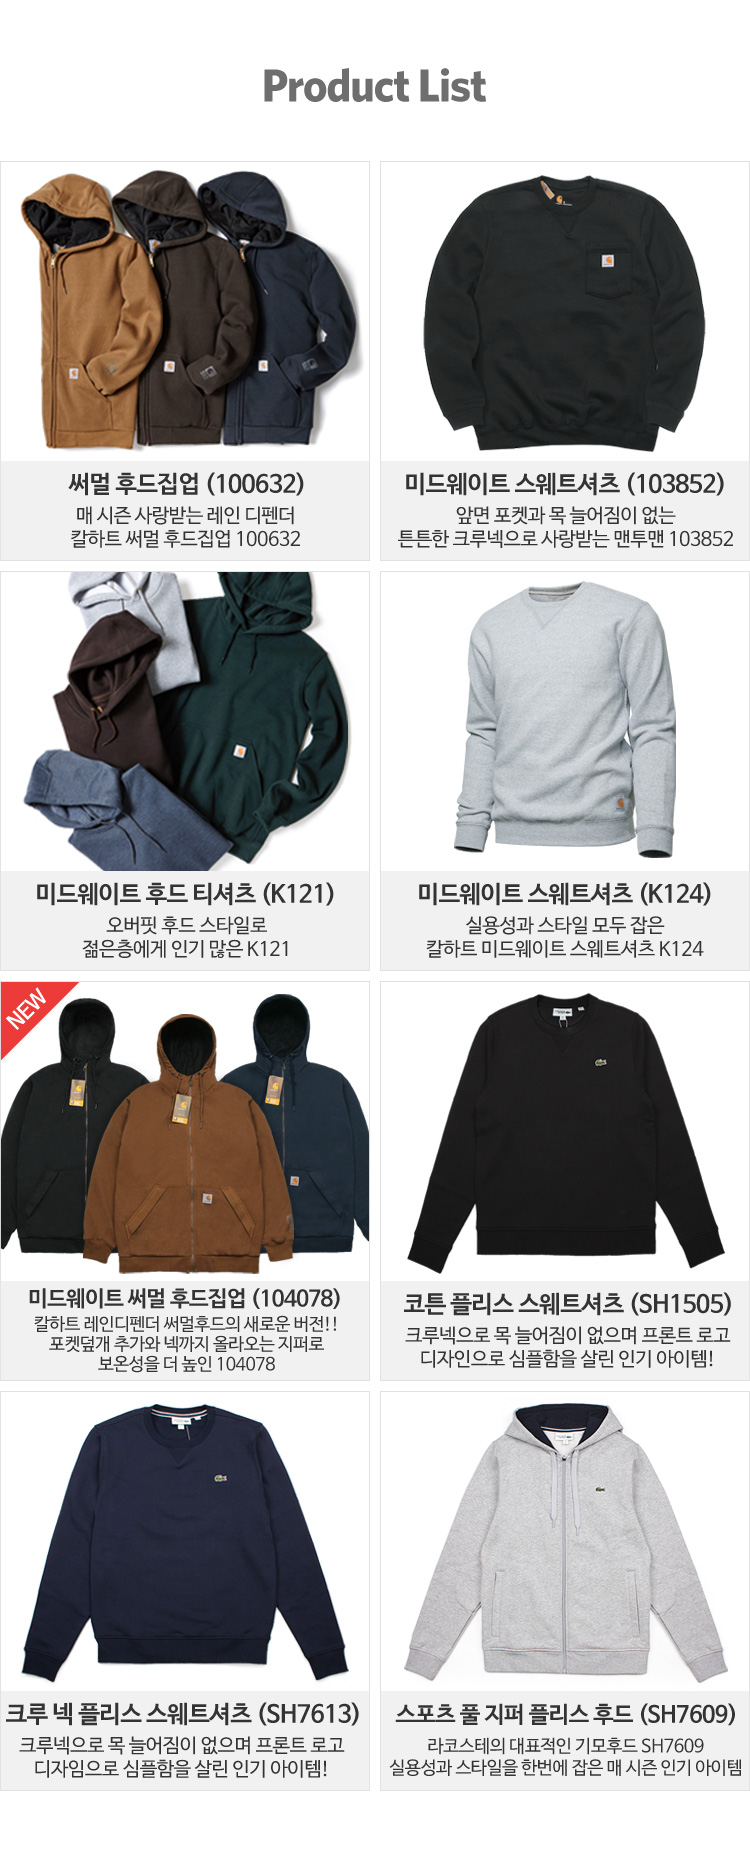 Product List
써멀 후드집업 (100632)
매 시즌 사랑받는 레인 디펜더
칼하트 써멀 후드집업 100632
미드웨이트 스웨트셔츠 (103852)
앞면 포켓과 목 늘어짐이 없는
튼튼한 크루넥으로 사랑받는 맨투맨 103852
미드웨이트 후드 티셔츠 (K121)
오버핏 후드 스타일로
젊은층에게 인기 많은 K121
미드웨이트 스웨트셔츠 (K124)
실용성과 스타일 모두 잡은
칼하트 미드웨이트 스웨트셔츠 K124
NEW
미드웨이트 써멀 후드집업 (104078)
칼하트 레인디펜더 써멀후드의 새로운 버전!!
포켓덮개 추가와 넥까지 올라오는 지퍼로
보온성을 더 높인 104078
코튼 플리스 스웨트셔츠 (SH1505)
크루넥으로 목 늘어짐이 없으며 프론트 로고
디자인으로 심플함을 살린 인기 아이템!
크루 넥 플리스 스웨트셔츠 (SH7613)
크루넥으로 목 늘어짐이 없으며 프론트 로고
디자임으로 심플함을 살린 인기 아이템!
스포츠 풀 지퍼 플리스 후드 (SH7609)
라코스테의 대표적인 기모후드 SH7609
실용성과 스타일을 한번에 잡은 매 시즌 인기 아이템